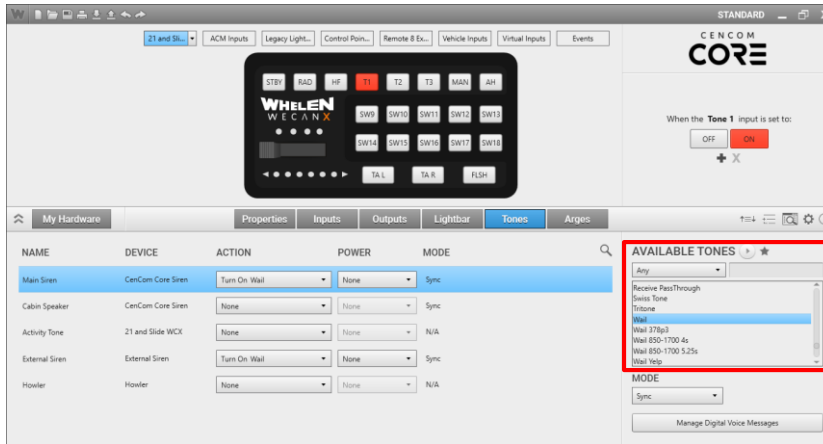 W
STANDARD
21 and Sli...
ACM Inputs
Legacy Light...
Control Poin...
Remote 8 Ex...
Vehicle Inputs
Virtual Inputs
Events
CENCOM
CORE
STBY RAD HF T1 T2 T3 MAN AH
WHELEN
WECANX
SW9 SW10 SW11 SW12 SW13
SW14 SW15 SW16 SW17 SW18
TA L TA R FLSH
When the Tone 1 input is set to:
OFF ON
My Hardware
Properties Inputs Outputs Lightbar Tones Arges
NAME DEVICE ACTION POWER MODE
Main Siren CenCom Core Siren Turn On Wail None Sync
Cabin Speaker CenCom Core Siren None None Sync
Activity Tone 21 and Slide WCX None None N/A
External Siren External Siren Turn On Wail None Sync
Howler Howler None None N/A
AVAILABLE TONES
Any
Receive PassThrough
Swiss Tone
Tritone
Wail
Wail 378p3
Wail 850-1700 4s
Wail 850-1700 5.25s
Wail Yelp
MODE
Sync
Manage Digital Voice Messages